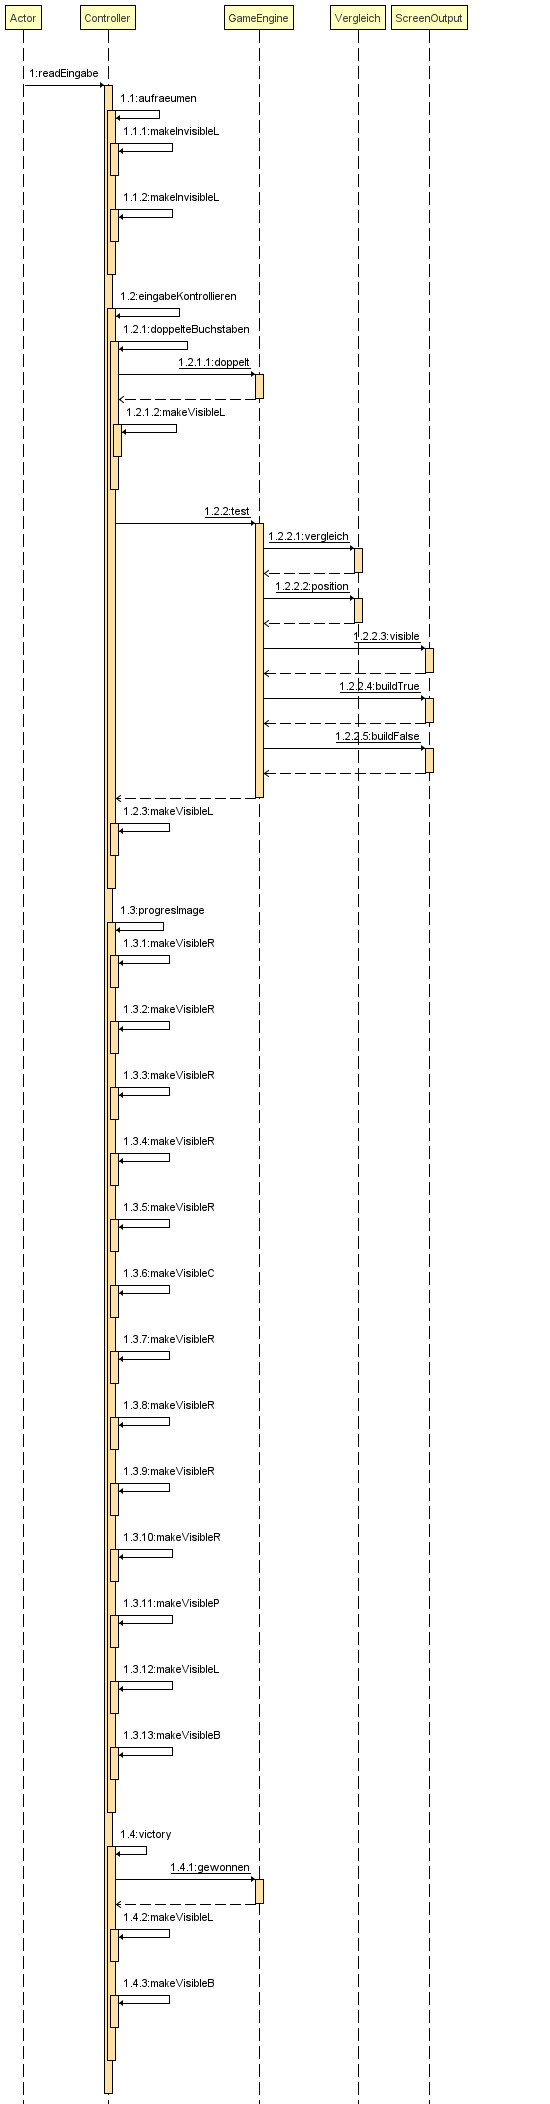 Actor
Controller
GameEngine
Vergleich
ScreenOutput
1:readEingabe
1.1:aufraeumen
1.1.1:makeInvisibleL
1.1.2:makeInvisibleL
1.2:eingabeKontrollieren
1.2.1:doppelteBuchstaben
1.2.1.1:doppelt
1.2.1.2:makeVisibleL
1.2.2:test
1.2.2.1:vergleich
1.2.2.2:position
1.2.2.3:visible
1.2.2.4:buildTrue
1.2.2.5:buildFalse
1.2.3:makeVisibleL
1.3:progresImage
1.3.1:makeVisibleR
1.3.2:makeVisibleR
1.3.3:makeVisibleR
1.3.4:makeVisibleR
1.3.5:makeVisibleR
1.3.6:makeVisibleC
1.3.7:makeVisibleR
1.3.8:makeVisibleR
1.3.9:makeVisibleR
1.3.10:makeVisibleR
1.3.11:makeVisibleP
1.3.12:makeVisibleL
1.3.13:makeVisibleB
1.4:victory
1.4.1:gewonnen
1.4.2:makeVisibleL
1.4.3:makeVisibleB